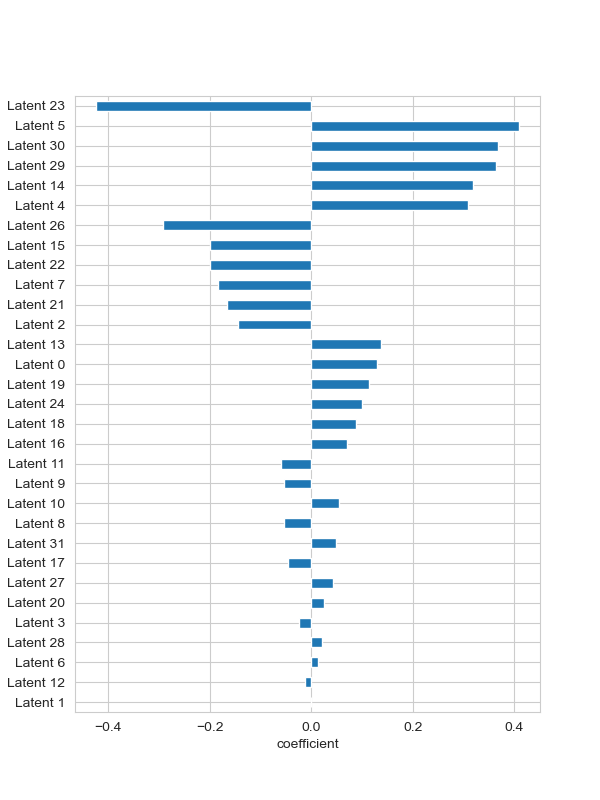 Latent 23
Latent 5
Latent 30
Latent 29
Latent 14
Latent 4
Latent 26
Latent 15
Latent 22
Latent 7
Latent 21
Latent 2
Latent 13
Latent 0
Latent 19
Latent 24
Latent 18
Latent 16
Latent 11
Latent 9
Latent 10
Latent 8
Latent 31
Latent 17
Latent 27
Latent 20
Latent 3
Latent 28
Latent 6
Latent 12
Latent 1
−0.4 −0.2 0.0 0.2 0.4
coefficient